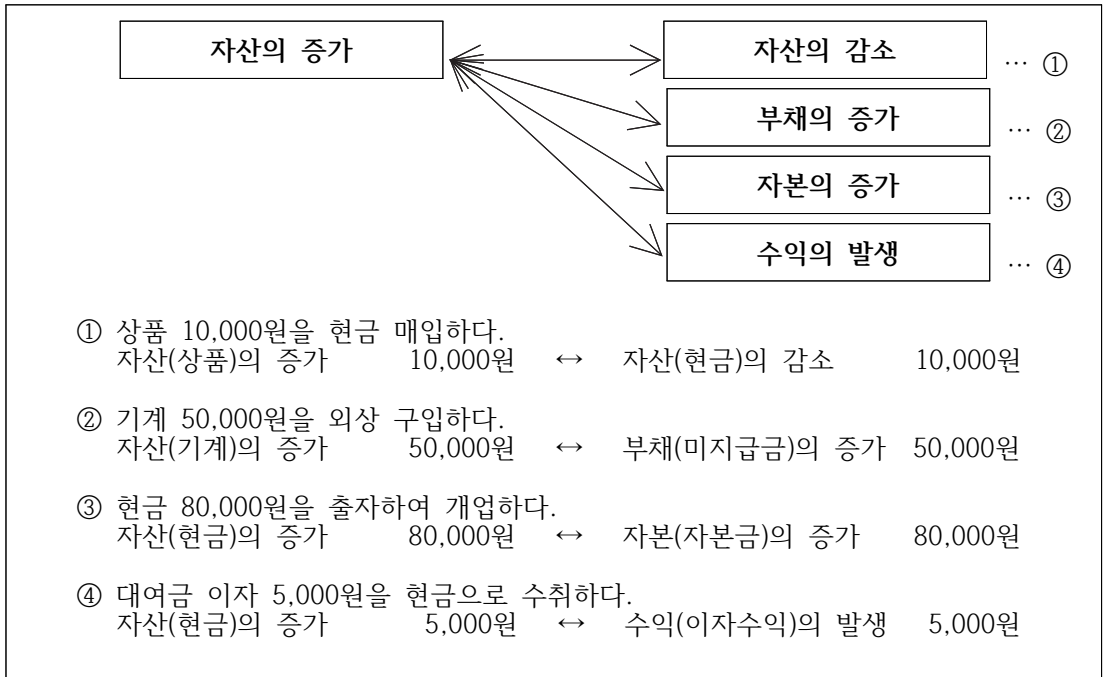 자산의 증가 자산의 감소 … ①
부채의 증가 … ②
자본의 증가 … ③
수익의 발생 … ④
① 상품 10,000원을 현금 매입하다.
자산(상품)의 증가 10,000원 ↔ 자산(현금)의 감소 10,000원
② 기계 50,000원을 외상 구입하다.
자산(기계)의 증가 50,000원 ↔ 부채(미지급금)의 증가 50,000원
③ 현금 80,000원을 출자하여 개업하다.
자산(현금)의 증가 80,000원 ↔ 자본(자본금)의 증가 80,000원
④ 대여금 이자 5,000원을 현금으로 수취하다.
자산(현금)의 증가 5,000원 ↔ 수익(이자수익)의 발생 5,000원